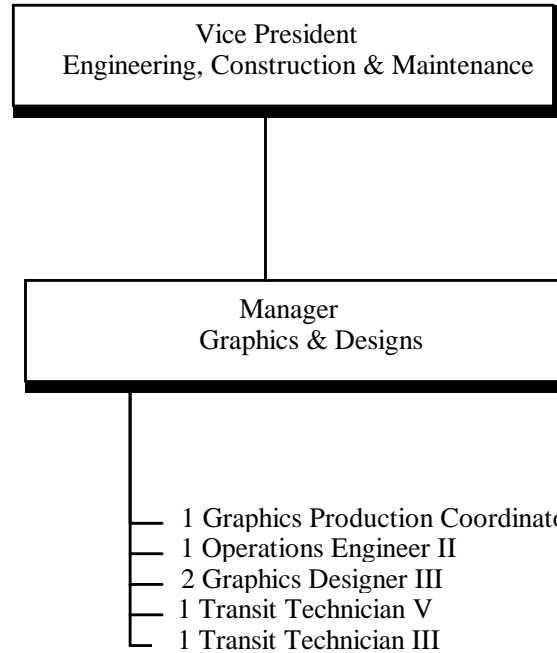 Vice President
Engineering, Construction & Maintenance
Manager
Graphics & Designs
1 Graphics Production Coordinato
1 Operations Engineer II
2 Graphics Designer III
1 Transit Technician V
1 Transit Technician III